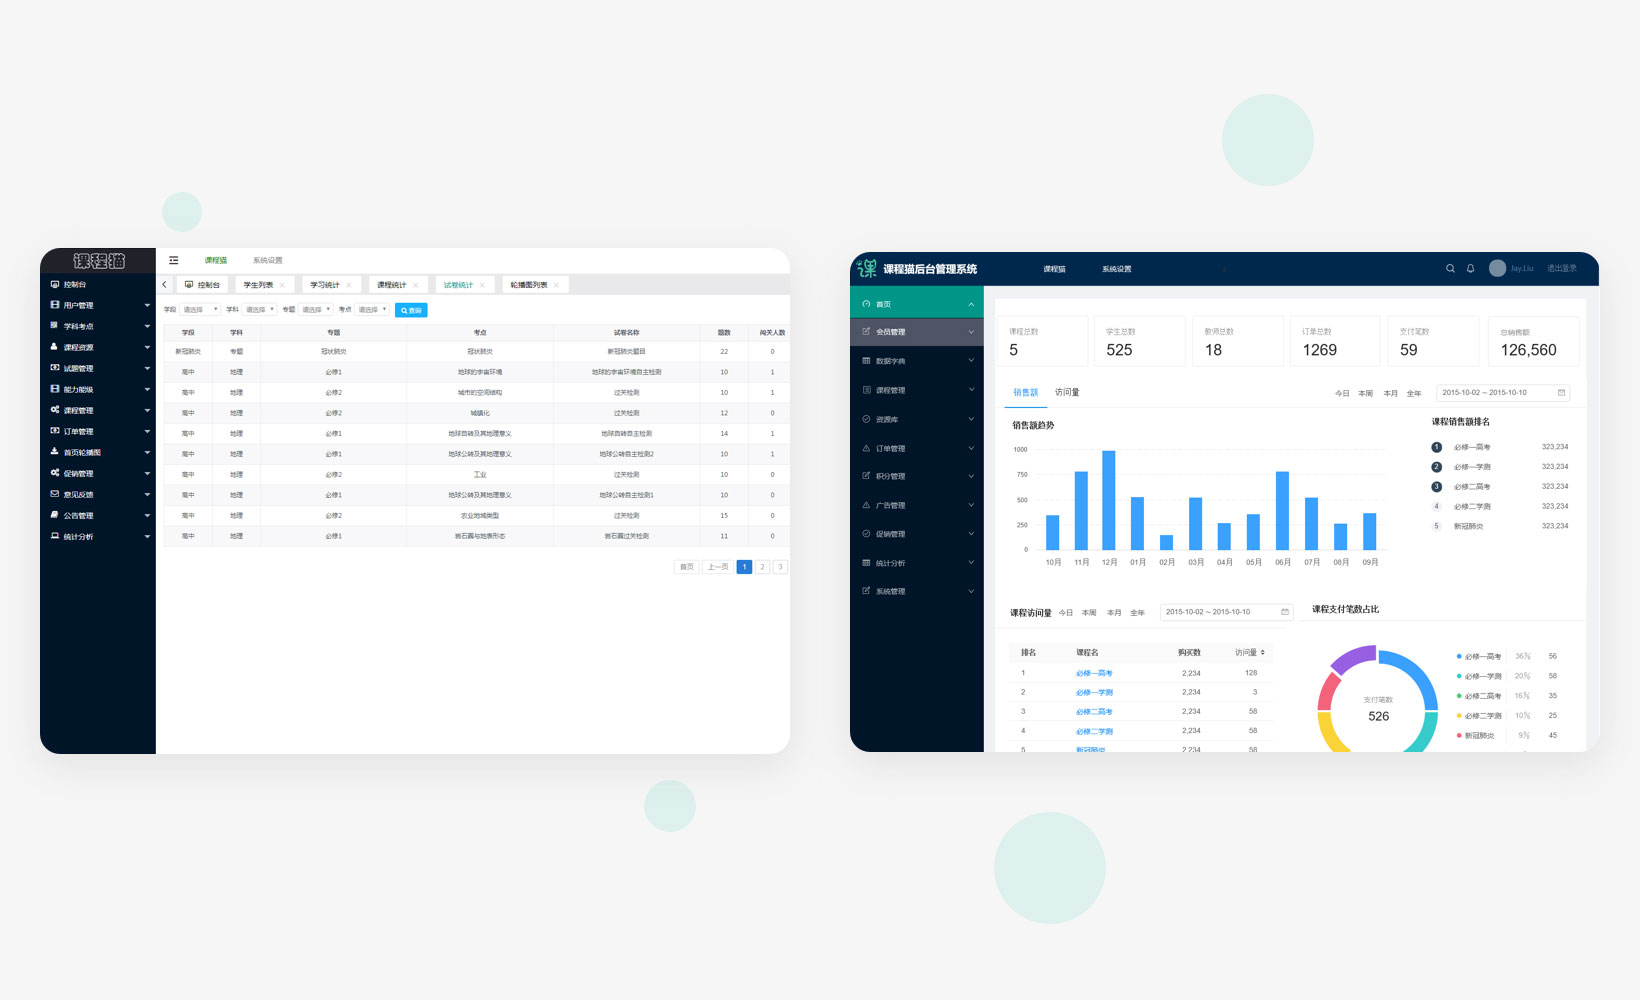 课程猫
课程猫 系统设置
控制台
用户管理
学科考点
课程资源
试题管理
能力能级
课程管理
订单管理
首页轮播图
促销管理
意见反馈
公告管理
统计分析
控制台 学生列表 学习统计 课程统计 试卷统计 轮播图列表
学段 请选择 学科 请选择 专题 请选择 考点 请选择 查询
学段 学科 专题 考点 试卷名称 题数 闯关人数
新冠肺炎 专题 冠状肺炎 冠状肺炎 新冠肺炎题目 22 0
高中 地理 必修1 地球的宇宙环境 地球的宇宙环境自主检测 10 1
高中 地理 必修2 城市的空间结构 过关检测 10 1
高中 地理 必修2 城镇化 过关检测 12 0
高中 地理 必修1 地球自转及其地理意义 地球自转自主检测 14 1
高中 地理 必修1 地球公转及其地理意义 地球公转自主检测2 10 1
高中 地理 必修2 工业 过关检测 10 0
高中 地理 必修1 地球公转及其地理意义 地球公转自主检测1 10 0
高中 地理 必修2 农业地域类型 过关检测 15 0
高中 地理 必修1 岩石圈与地表形态 岩石圈过关检测 11 0
首页 上一页 1 2 3
课 课程猫后台管理系统 课程猫 系统设置 Jay.Liu 退出登录
首页
会员管理
数据字典
课程管理
资源库
订单管理
积分管理
广告管理
促销管理
统计分析
系统管理
课程总数 学生总数 教师总数 订单总数 支付笔数 总销售额
5 525 18 1269 59 126,560
销售额 访问量 今日 本周 本月 全年 2015-10-02 ~ 2015-10-10
销售额趋势
1000
750
500
250
0
10月 11月 12月 01月 02月 03月 04月 05月 06月 07月 08月 09月
课程销售额排名
1 必修一高考 323,234
2 必修一学测 323,234
3 必修二高考 323,234
4 必修二学测 323,234
5 新冠肺炎 323,234
课程访问量 今日 本周 本月 全年 2015-10-02 ~ 2015-10-10
排名 课程名 购买数 访问量
1 必修一高考 2,234 128
2 必修一学测 2,234 3
3 必修二高考 2,234 58
4 必修二学测 2,234 58
5 新冠肺炎 2,234 58
课程支付笔数占比
支付笔数
526
必修一高考 36% 56
必修一学测 20% 58
必修二高考 16% 35
必修二学测 10% 25
新冠肺炎 9% 45